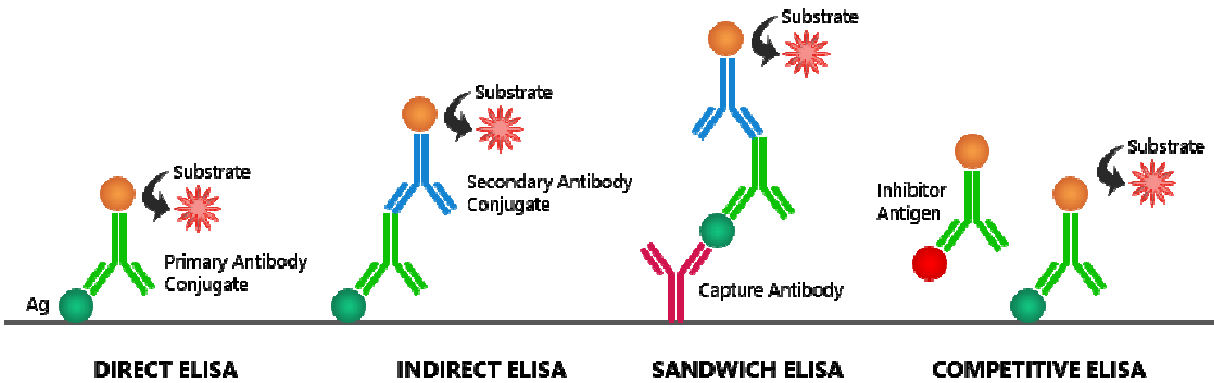 Substrate
Primary Antibody
Conjugate
Ag
DIRECT ELISA
Substrate
Secondary Antibody
Conjugate
INDIRECT ELISA
Substrate
Capture Antibody
SANDWICH ELISA
Inhibitor
Antigen
Substrate
COMPETITIVE ELISA